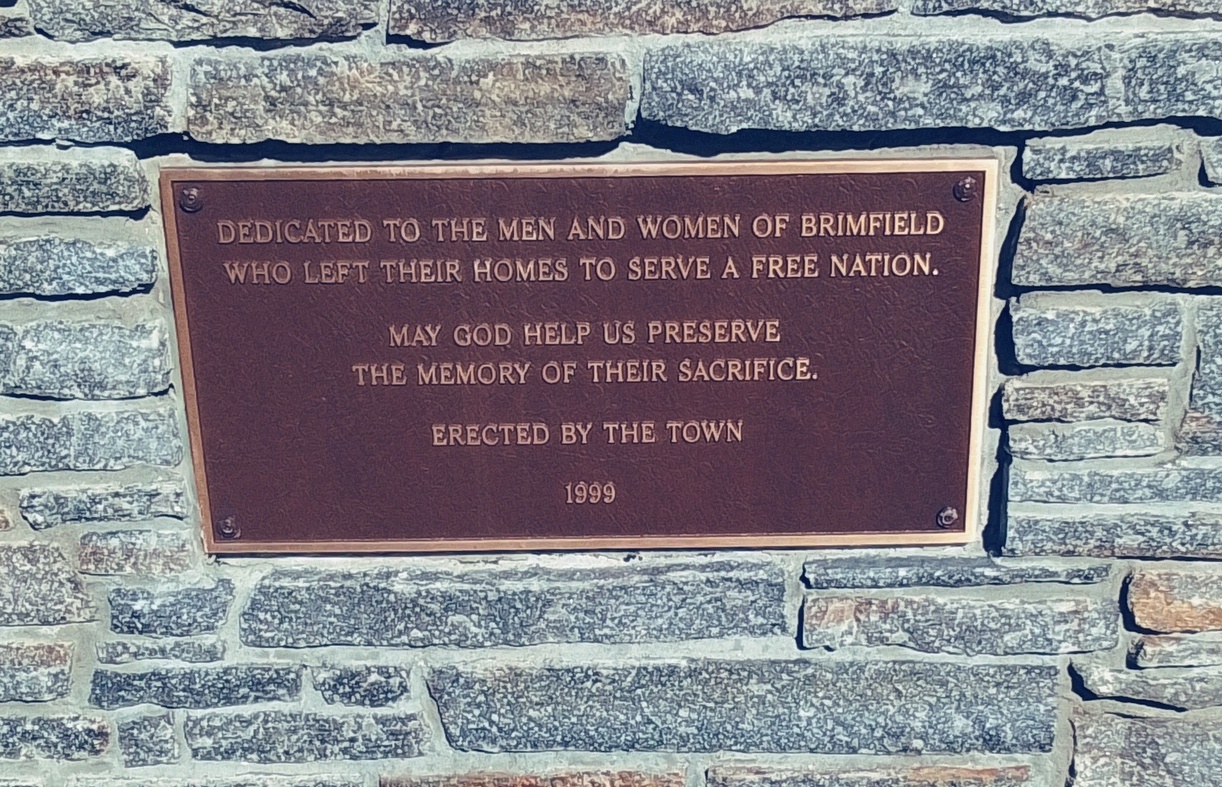 DEDICATED TO THE MEN AND WOMEN OF BRIMFIELD
WHO LEFT THEIR HOMES TO SERVE A FREE NATION.
MAY GOD HELP US PRESERVE
THE MEMORY OF THEIR SACRIFICE.
ERECTED BY THE TOWN
1999